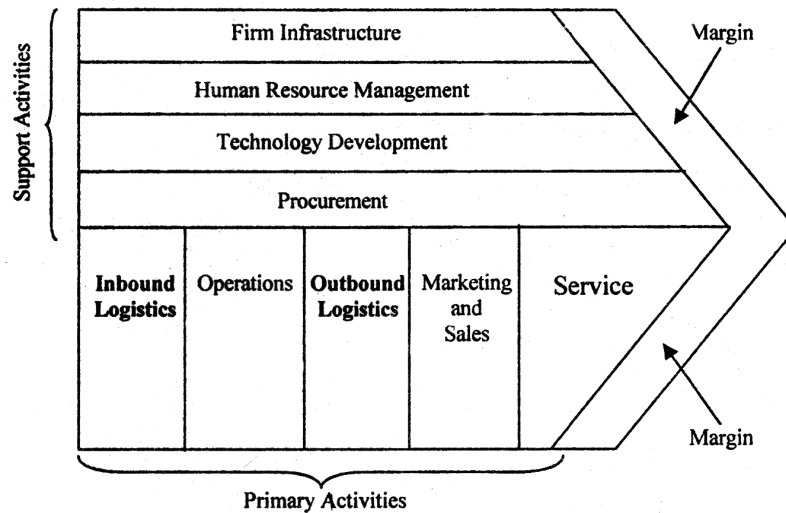 Firm Infrastructure
Margin
Human Resource Management
Support Activities
Technology Development
Procurement
Inbound
Logistics
Operations
Outbound
Logistics
Marketing
and
Sales
Service
Margin
Primary Activities